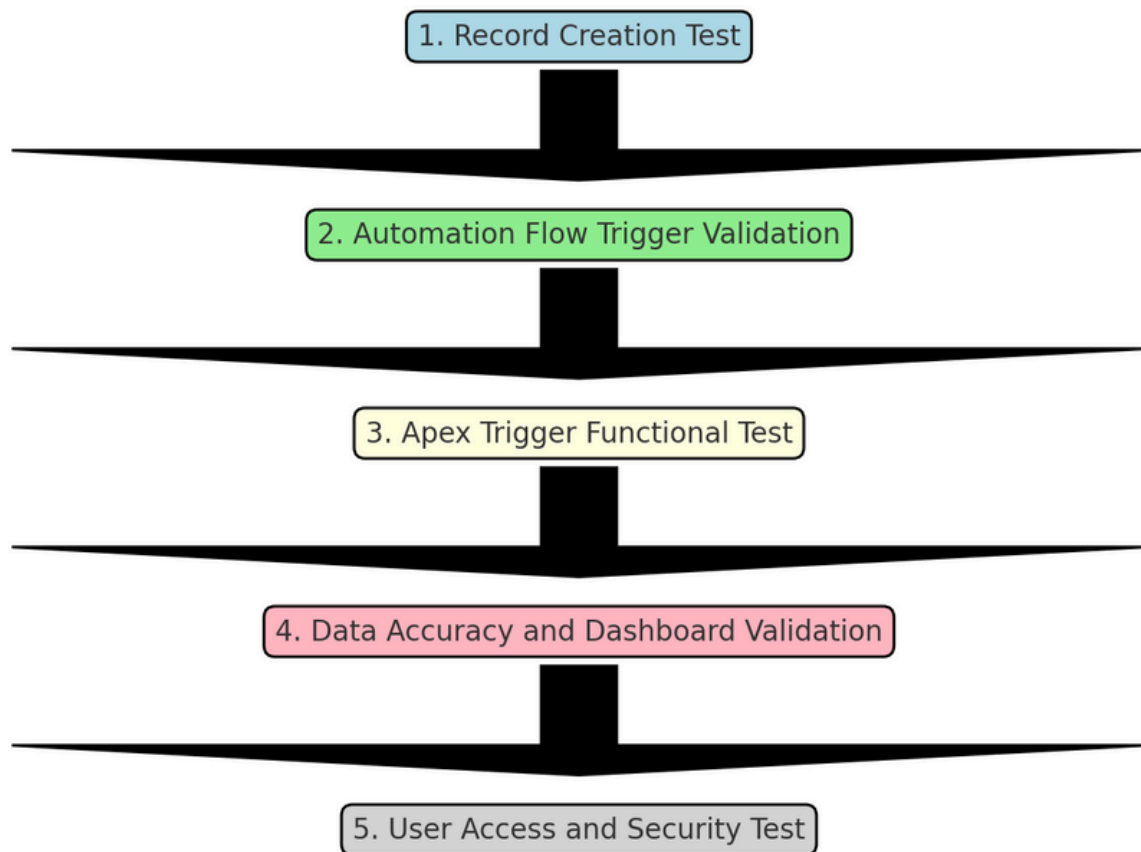 1. Record Creation Test
2. Automation Flow Trigger Validation
3. Apex Trigger Functional Test
4. Data Accuracy and Dashboard Validation
5. User Access and Security Test